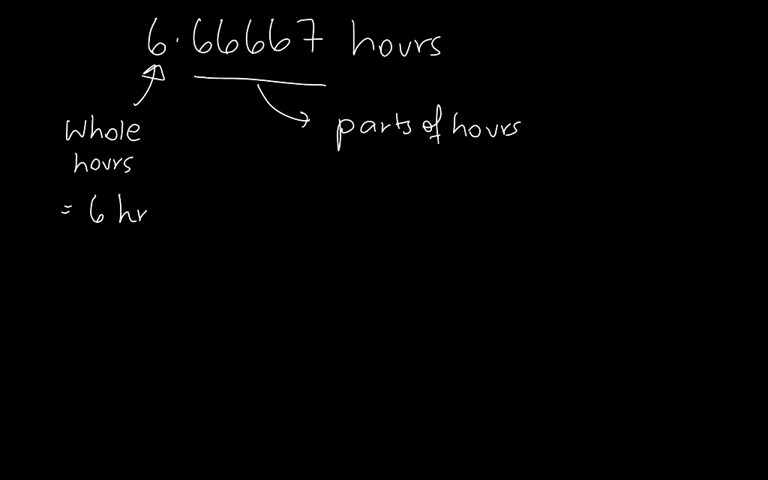 6.66667 hours
Whole
hours
= 6 hr
parts of hours